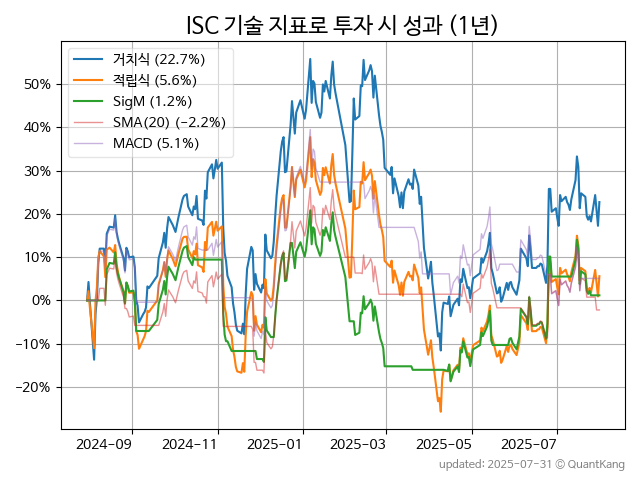 ISC 기술 지표로 투자 시 성과 (1년)
거치식 (22.7%)
적립식 (5.6%)
SigM (1.2%)
SMA(20) (−2.2%)
MACD (5.1%)
50%
40%
30%
20%
10%
0%
−10%
−20%
2024-09 2024-11 2025-01 2025-03 2025-05 2025-07
updated: 2025-07-31 © QuantKang